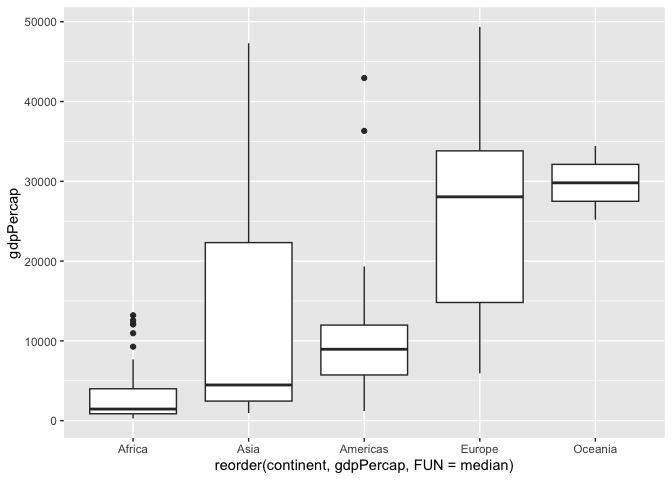 50000
40000
30000
20000
10000
0
gdpPercap
Africa Asia Americas Europe Oceania
reorder(continent, gdpPercap, FUN = median)